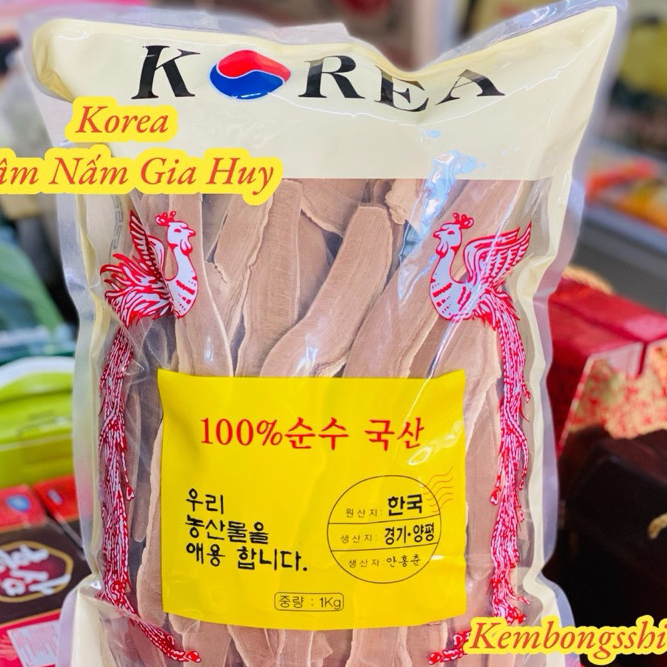 KOREA
Korea
âm Nấm Gia Huy
100%순수 국산
우리
농산물을
애용 합니다.
원산지: 한국
생산지: 경기·양평
생산자: 안홍춘
중량 : 1Kg
Kembongsshi